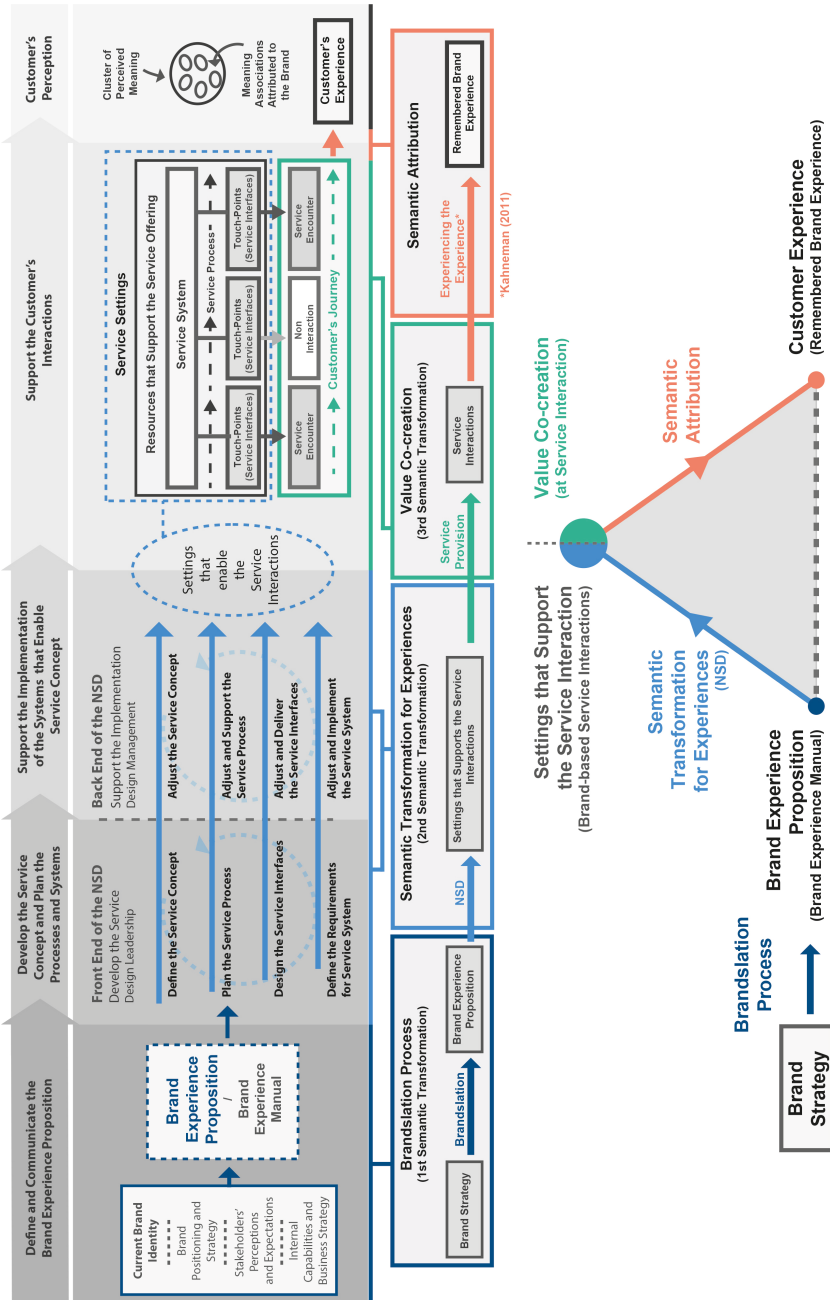 Define and Communicate the
Brand Experience Proposition
Develop the Service
Concept and Plan the
Processes and Systems
Support the Implementation
of the Systems that Enable
Service Concept
Support the Customer's
Interactions
Customer's
Perception
Current Brand
Identity
Brand
Positioning and
Strategy
Stakeholders'
Perceptions
and Expectations
Internal
Capabilities and
Business Strategy
Brand
Experience
Proposition
/
Brand
Experience
Manual
Front End of the NSD
Develop the Service
Design Leadership
Define the Service Concept
Plan the Service Process
Design the Service Interfaces
Define the Requirements
for Service System
Back End of the NSD
Support the Implementation
Design Management
Adjust the Service Concept
Adjust and Support the
Service Process
Adjust and Deliver
the Service Interfaces
Adjust and Implement
the Service System
Settings
that
enable
the
Service
Interactions
Service Settings
Resources that Support the Service Offering
Service System
Service Process
Touch-Points
(Service Interfaces)
Touch-Points
(Service Interfaces)
Touch-Points
(Service Interfaces)
Service
Encounter
Non
Interaction
Service
Encounter
Customer's Journey
Cluster of
Perceived
Meaning
Meaning
Associations
Attributed to
the Brand
Customer's
Experience
Brandslation Process
(1st Semantic Transformation)
Brand Strategy
Brandslation
Brand Experience
Proposition
Semantic Transformation for Experiences
(2nd Semantic Transformation)
NSD
Settings that Supports the Service
Interactions
Value Co-creation
(3rd Semantic Transformation)
Service
Provision
Service
Interactions
Semantic Attribution
Experiencing the
Experience*
Remembered Brand
Experience
*Kahneman (2011)
Brand
Strategy
Brandslation
Process
Brand Experience
Proposition
(Brand Experience Manual)
Semantic
Transformation
for Experiences
(NSD)
Settings that Support
the Service Interaction
(Brand-based Service Interactions)
Value Co-creation
(at Service Interaction)
Semantic
Attribution
Customer Experience
(Remembered Brand Experience)